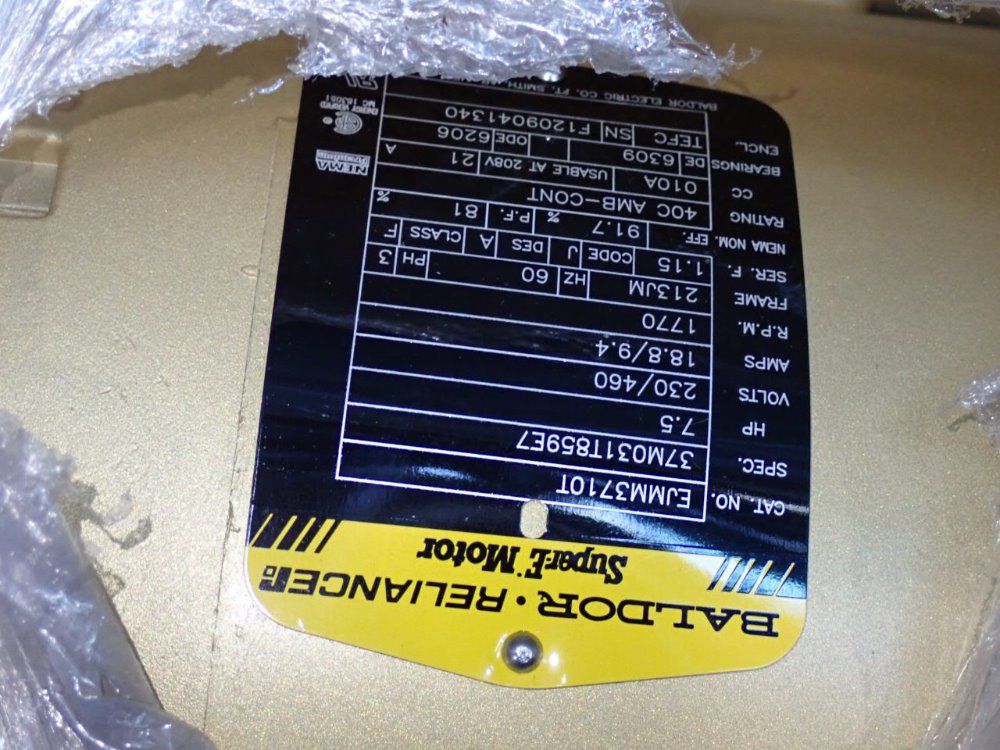 BALDOR • RELIANCE
Super-E Motor
CAT. NO. EJMM3710T
SPEC. 37M031T859E7
HP 7.5
VOLTS 230/460
AMPS 18.8/9.4
R.P.M. 1770
FRAME 213JM HZ 60 PH 3
SER. F. 1.15 CODE J DES A CLASS F
NEMA NOM. EFF. 91.7 % P.F. 81 %
RATING 40C AMB-CONT
CC 010A USABLE AT 208V 21 A
BEARINGS DE 6309 ODE 6206
ENCL. TEFC SN F1209041340
BALDOR ELECTRIC CO. FT. SMITH
NEMA
Premium
ENERGY VERIFIED